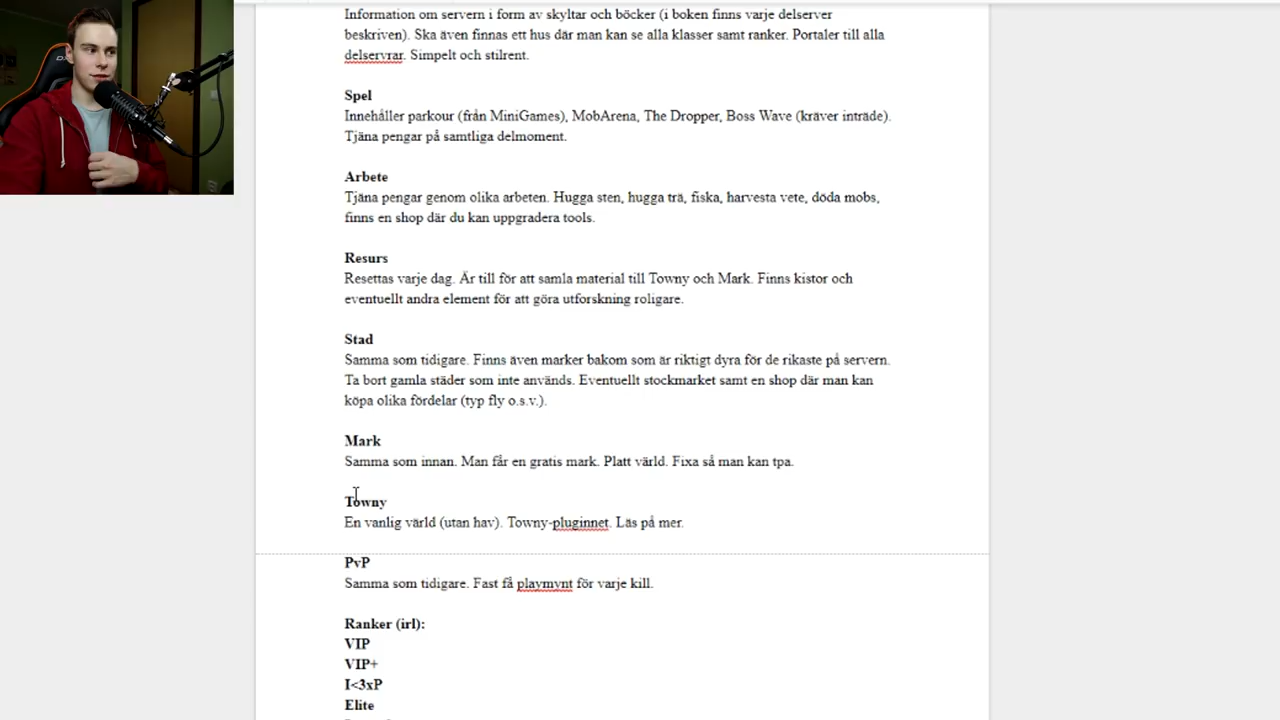 Information om servern i form av skyltar och böcker (i boken finns varje delserver
beskriven). Ska även finnas ett hus där man kan se alla klasser samt ranker. Portaler till alla
delservrar. Simpelt och stilrent.
Spel
Innehåller parkour (från MiniGames), MobArena, The Dropper, Boss Wave (kräver inträde).
Tjäna pengar på samtliga delmoment.
Arbete
Tjäna pengar genom olika arbeten. Hugga sten, hugga trä, fiska, harvesta vete, döda mobs,
finns en shop där du kan uppgradera tools.
Resurs
Resettas varje dag. Är till för att samla material till Towny och Mark. Finns kistor och
eventuellt andra element för att göra utforskning roligare.
Stad
Samma som tidigare. Finns även marker bakom som är riktigt dyra för de rikaste på servern.
Ta bort gamla städer som inte används. Eventuellt stockmarket samt en shop där man kan
köpa olika fördelar (typ fly o.s.v.).
Mark
Samma som innan. Man får en gratis mark. Platt värld. Fixa så man kan tpa.
Towny
En vanlig värld (utan hav). Towny-pluginnet. Läs på mer.
PvP
Samma som tidigare. Fast få playmynt för varje kill.
Ranker (irl):
VIP
VIP+
I<3xP
Elite